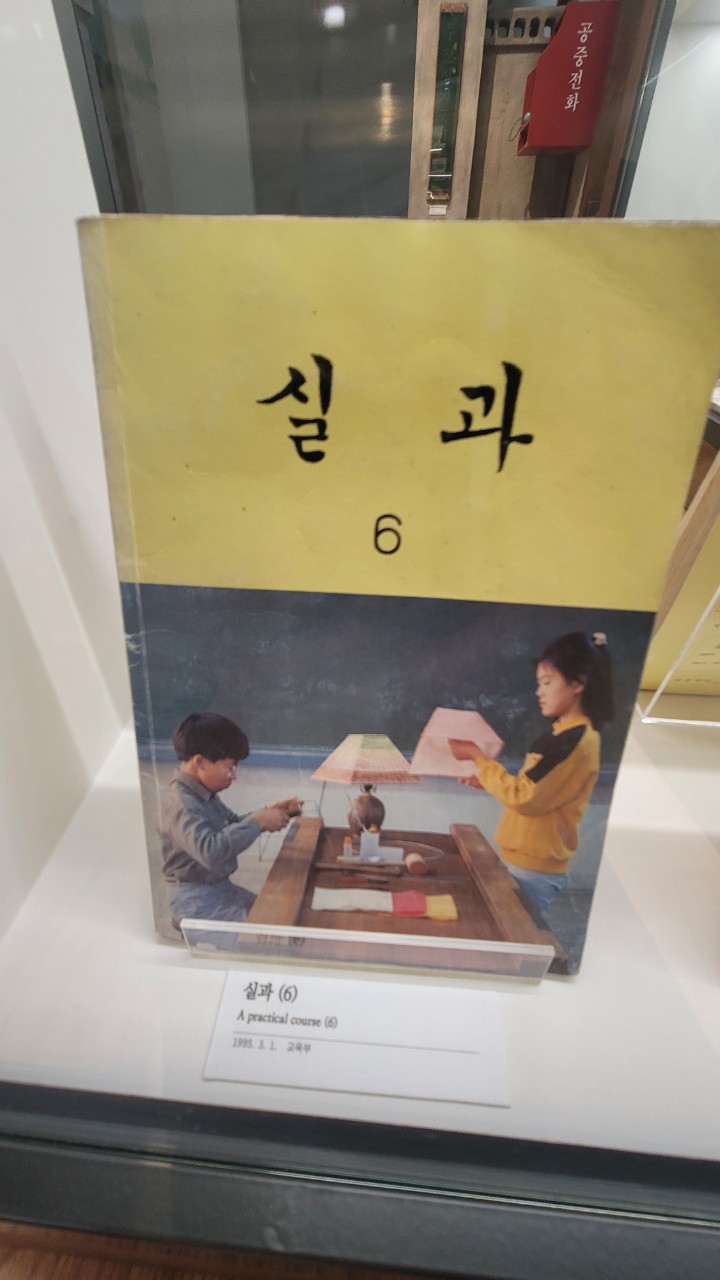 공중전화
실 과
6
실과 (6)
A practical course (6)
1995. 3. 1. 교육부